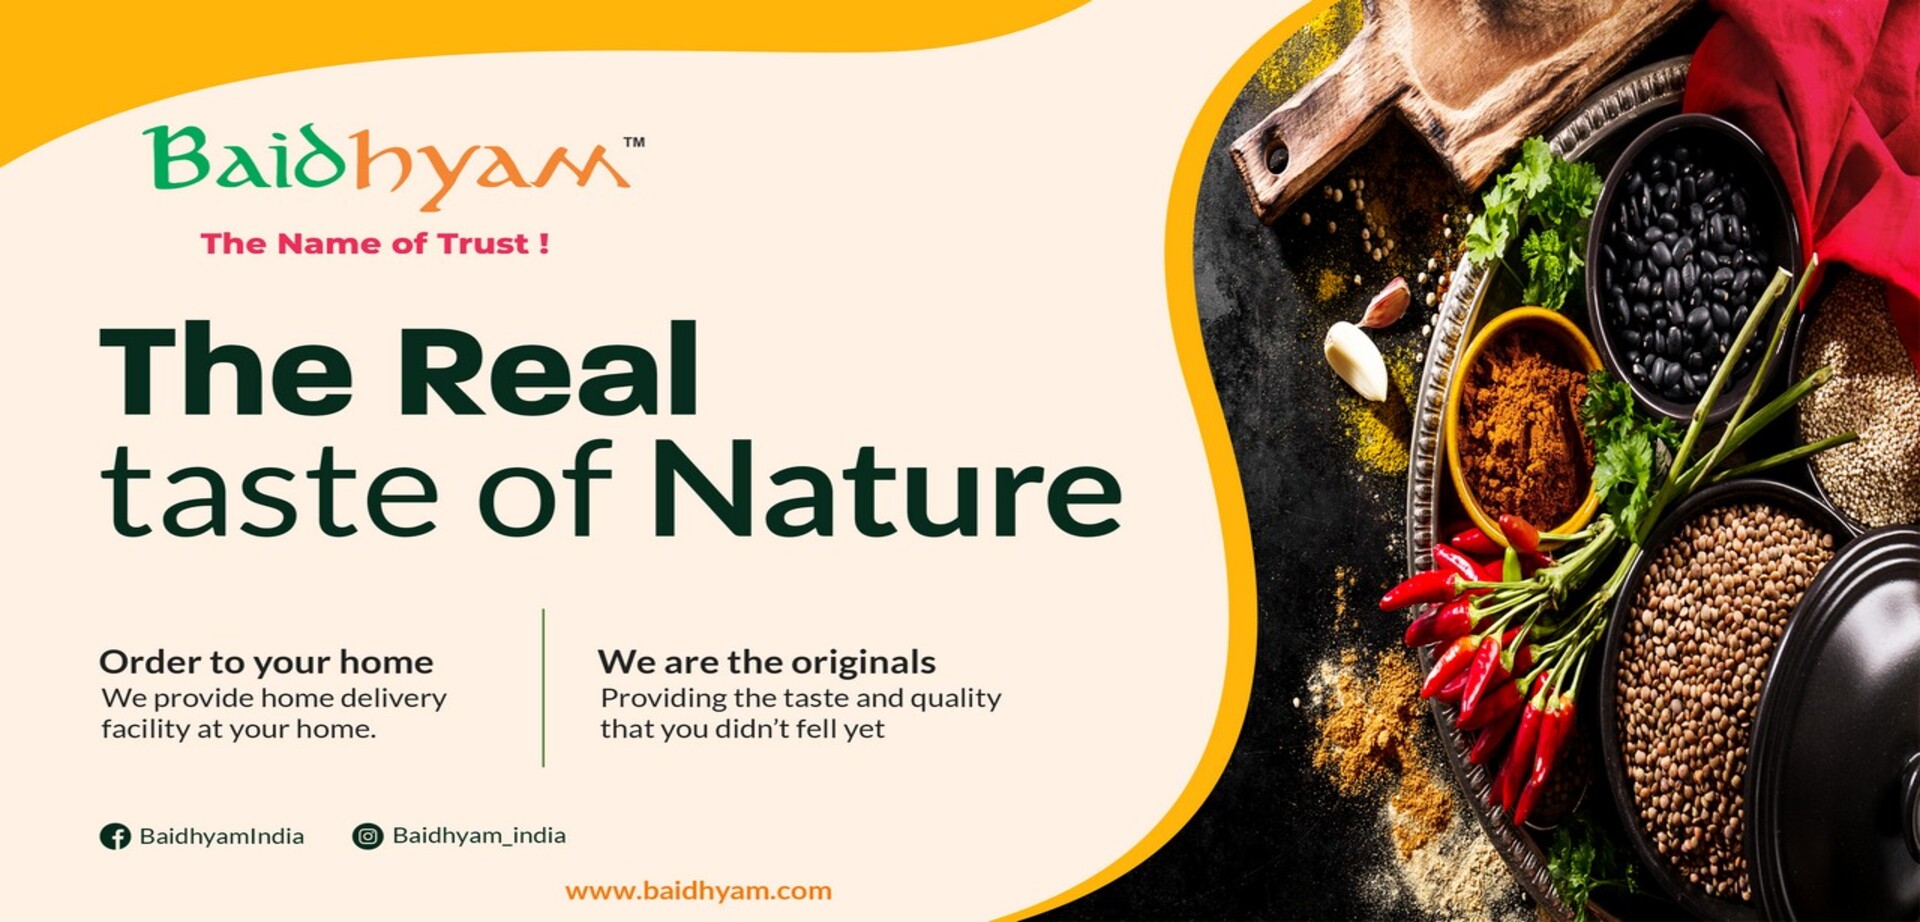 Baidhyam™
The Name of Trust !
The Real
taste of Nature
Order to your home
We provide home delivery
facility at your home.
We are the originals
Providing the taste and quality
that you didn't fell yet
BaidhyamIndia
Baidhyam_india
www.baidhyam.com